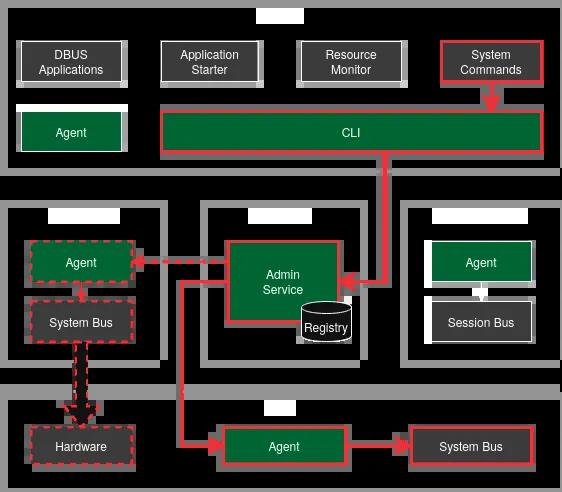 DBUS
Applications
Application
Starter
Resource
Monitor
System
Commands
Agent
CLI
Agent
Admin
Service
Registry
Agent
System Bus
Session Bus
Hardware
Agent
System Bus